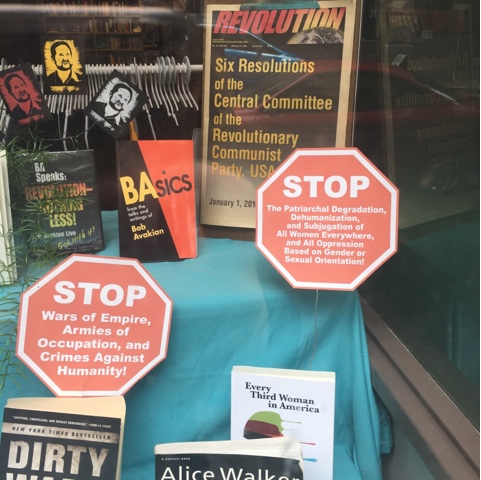 REVOLUTION
Six Resolutions
of the
Central Committee
of the
Revolutionary
Communist
Party, USA
January 1, 201
BA
Speaks:
REVOLUTION-
NOTHING
LESS!
BAsics
from the
talks and
writings of
Bob
Avakian
STOP
The Patriarchal Degradation,
Dehumanization,
and Subjugation of
All Women Everywhere,
and All Oppression
Based on Gender or
Sexual Orientation!
STOP
Wars of Empire,
Armies of
Occupation, and
Crimes Against
Humanity!
Every
Third Woman
in America
NEW YORK TIMES BESTSELLER
DIRTY
Alice Walker